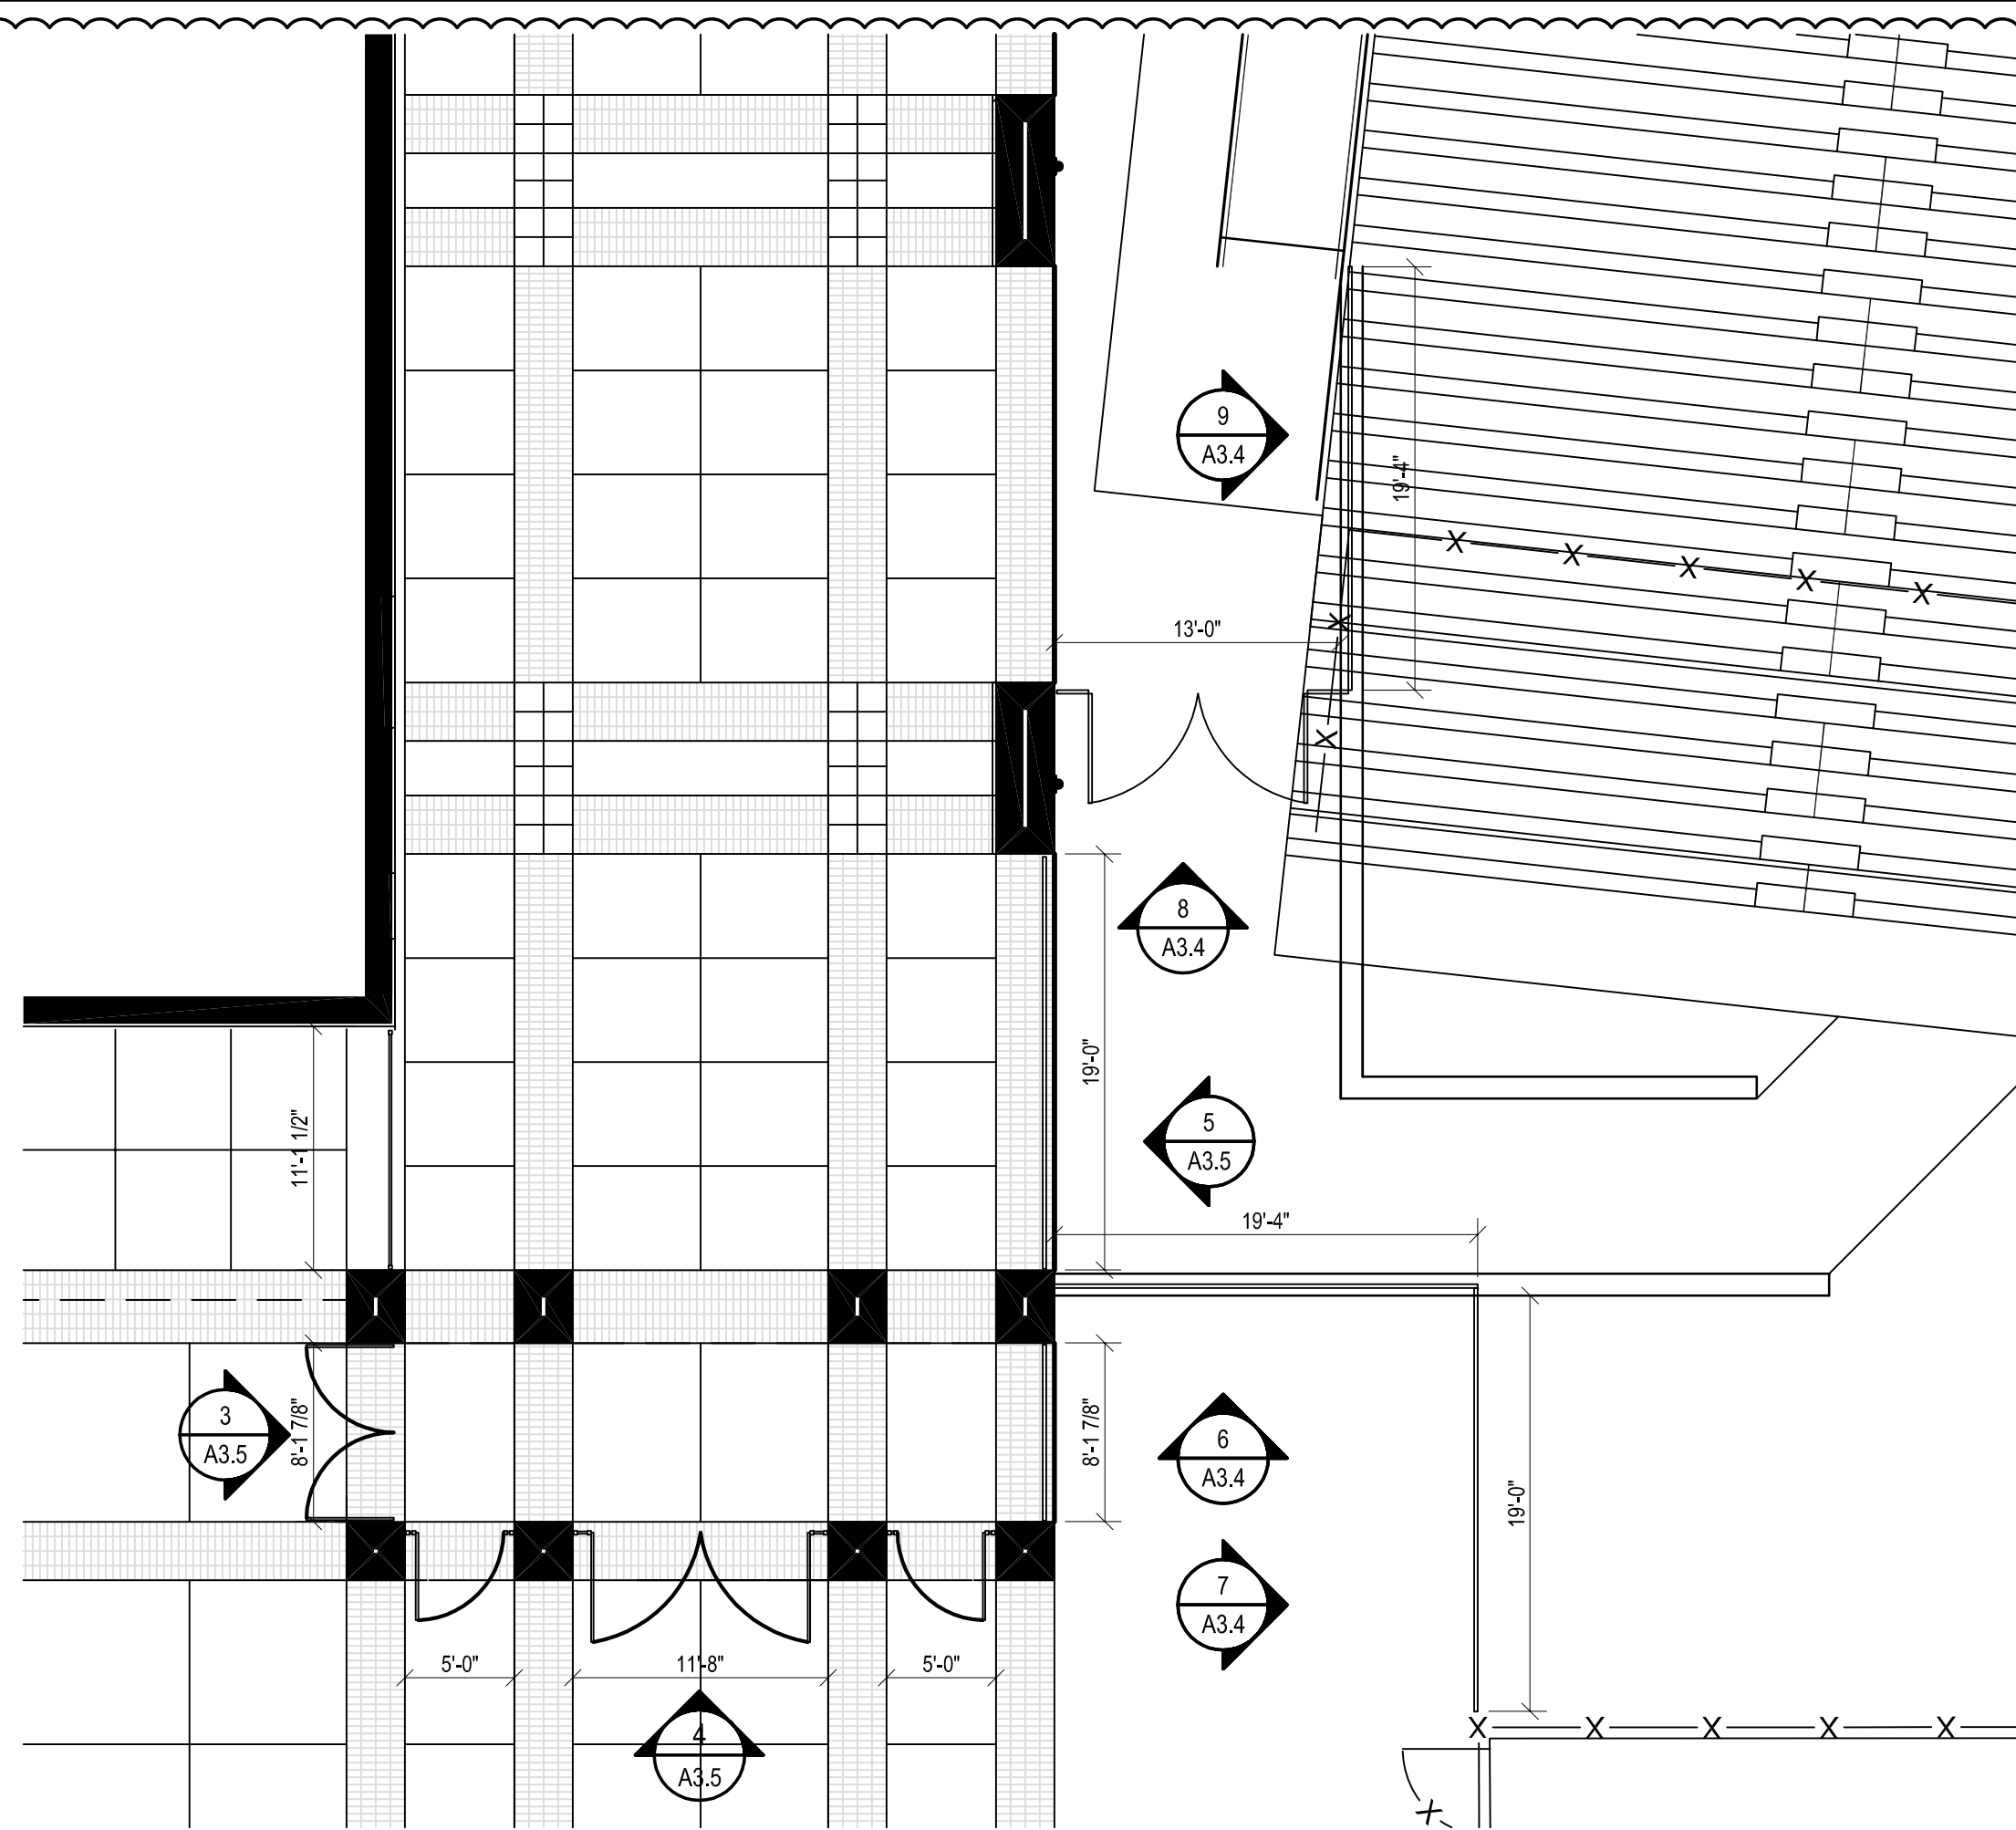 9
A3.4
19'-4"
X X X X X
X
13'-0"
X
8
A3.4
19'-0"
11'-1 1/2"
5
A3.5
19'-4"
3
A3.5
8'-1 7/8"
8'-1 7/8"
6
A3.4
19'-0"
7
A3.4
5'-0"
11'-8"
5'-0"
4
A3.5
X X X X X
X